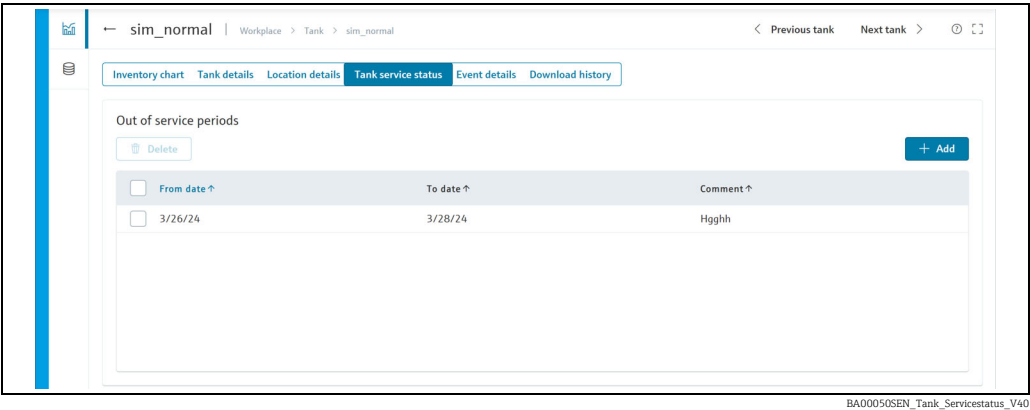 ← sim_normal | Workplace > Tank > sim_normal < Previous tank Next tank >
Inventory chart Tank details Location details Tank service status Event details Download history
Out of service periods
Delete + Add
From date ↑ To date ↑ Comment ↑
3/26/24 3/28/24 Hgghh
BA00050SEN_Tank_Servicestatus_V40